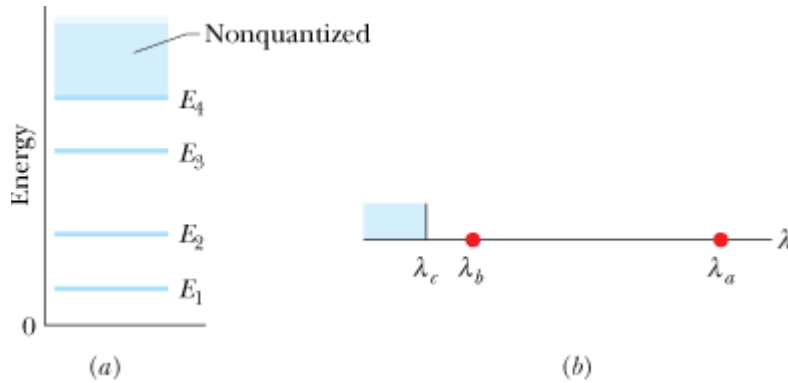 Nonquantized
E₄
E₃
E₂
E₁
Energy
0
(a)
λ
λc λb λa
(b)